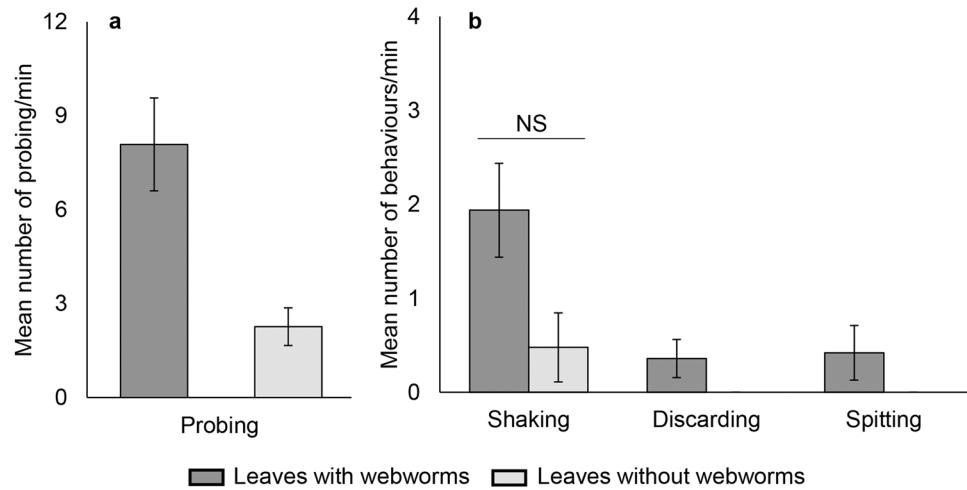 a
Mean number of probing/min
12
9
6
3
0
Probing
b
Mean number of behaviours/min
4
3
2
1
0
NS
Shaking Discarding Spitting
Leaves with webworms Leaves without webworms